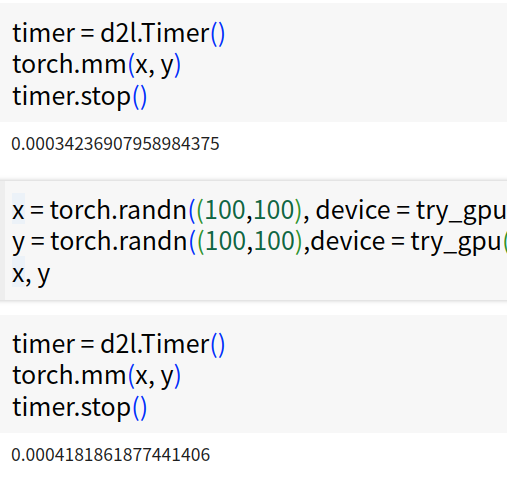 timer = d2l.Timer()
torch.mm(x, y)
timer.stop()
0.00034236907958984375
x = torch.randn((100,100), device = try_gpu
y = torch.randn((100,100),device = try_gpu(
x, y
timer = d2l.Timer()
torch.mm(x, y)
timer.stop()
0.0004181861877441406